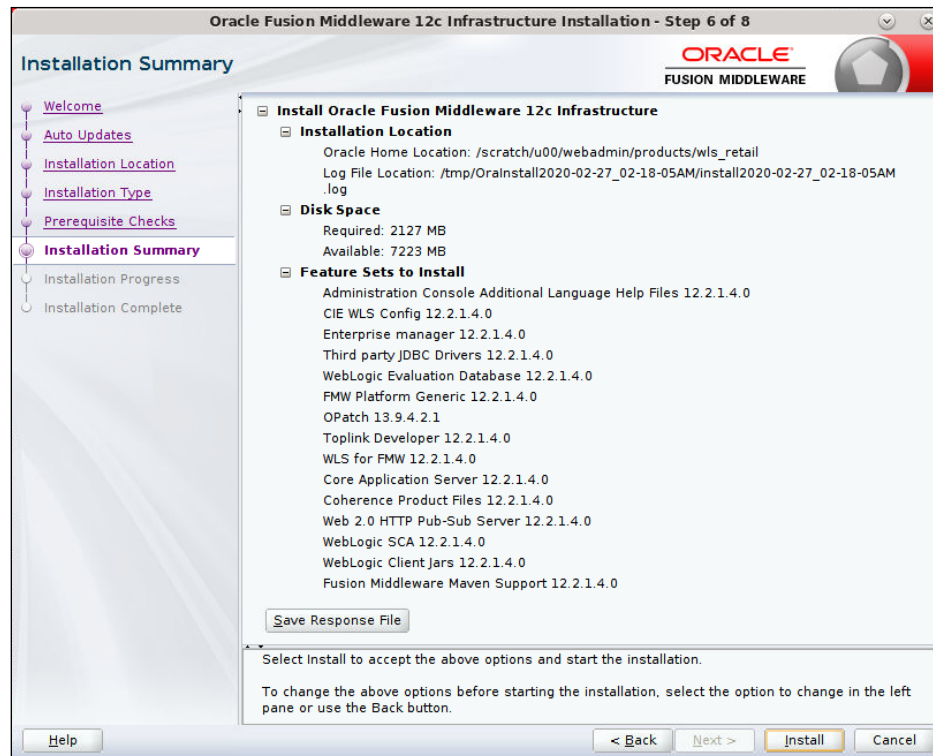 Oracle Fusion Middleware 12c Infrastructure Installation - Step 6 of 8
Installation Summary
ORACLE
FUSION MIDDLEWARE
Welcome
Auto Updates
Installation Location
Installation Type
Prerequisite Checks
Installation Summary
Installation Progress
Installation Complete
Install Oracle Fusion Middleware 12c Infrastructure
Installation Location
Oracle Home Location: /scratch/u00/webadmin/products/wls_retail
Log File Location: /tmp/OraInstall2020-02-27_02-18-05AM/install2020-02-27_02-18-05AM
.log
Disk Space
Required: 2127 MB
Available: 7223 MB
Feature Sets to Install
Administration Console Additional Language Help Files 12.2.1.4.0
CIE WLS Config 12.2.1.4.0
Enterprise manager 12.2.1.4.0
Third party JDBC Drivers 12.2.1.4.0
WebLogic Evaluation Database 12.2.1.4.0
FMW Platform Generic 12.2.1.4.0
OPatch 13.9.4.2.1
Toplink Developer 12.2.1.4.0
WLS for FMW 12.2.1.4.0
Core Application Server 12.2.1.4.0
Coherence Product Files 12.2.1.4.0
Web 2.0 HTTP Pub-Sub Server 12.2.1.4.0
WebLogic SCA 12.2.1.4.0
WebLogic Client Jars 12.2.1.4.0
Fusion Middleware Maven Support 12.2.1.4.0
Save Response File
Select Install to accept the above options and start the installation.
To change the above options before starting the installation, select the option to change in the left
pane or use the Back button.
Help
< Back
Next >
Install
Cancel